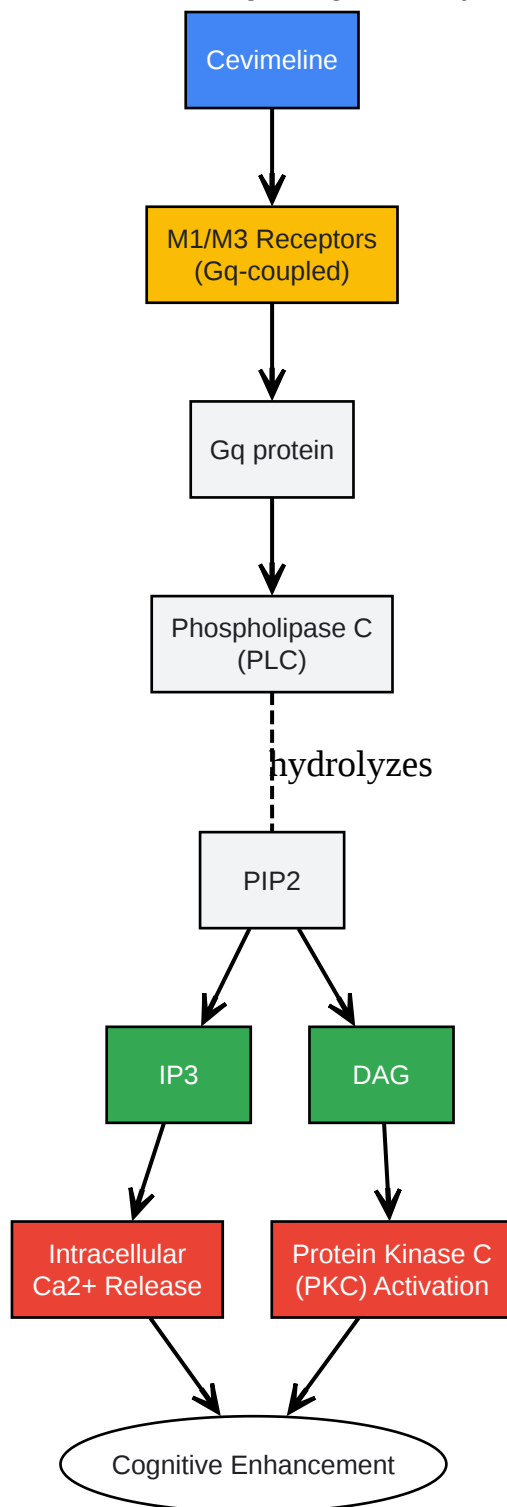 Cevimeline
M1/M3 Receptors
(Gq-coupled)
Gq protein
Phospholipase C
(PLC)
hydrolyzes
PIP2
IP3
DAG
Intracellular
Ca2+ Release
Protein Kinase C
(PKC) Activation
Cognitive Enhancement